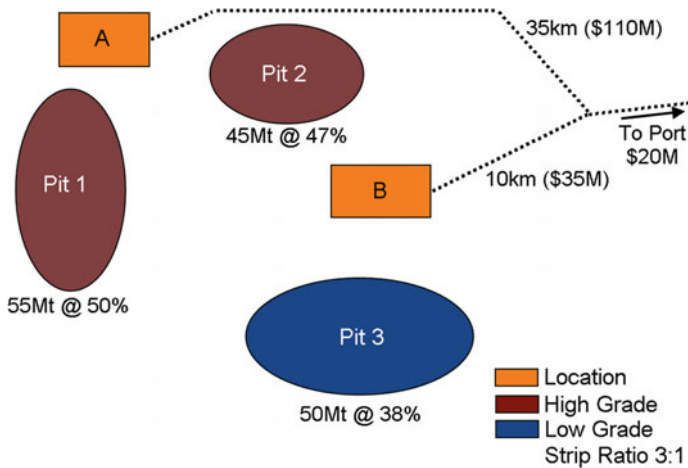 A
35km ($110M)
Pit 2
To Port
$20M
45Mt @ 47%
Pit 1
B
10km ($35M)
55Mt @ 50%
Pit 3
50Mt @ 38%
Location
High Grade
Low Grade
Strip Ratio 3:1